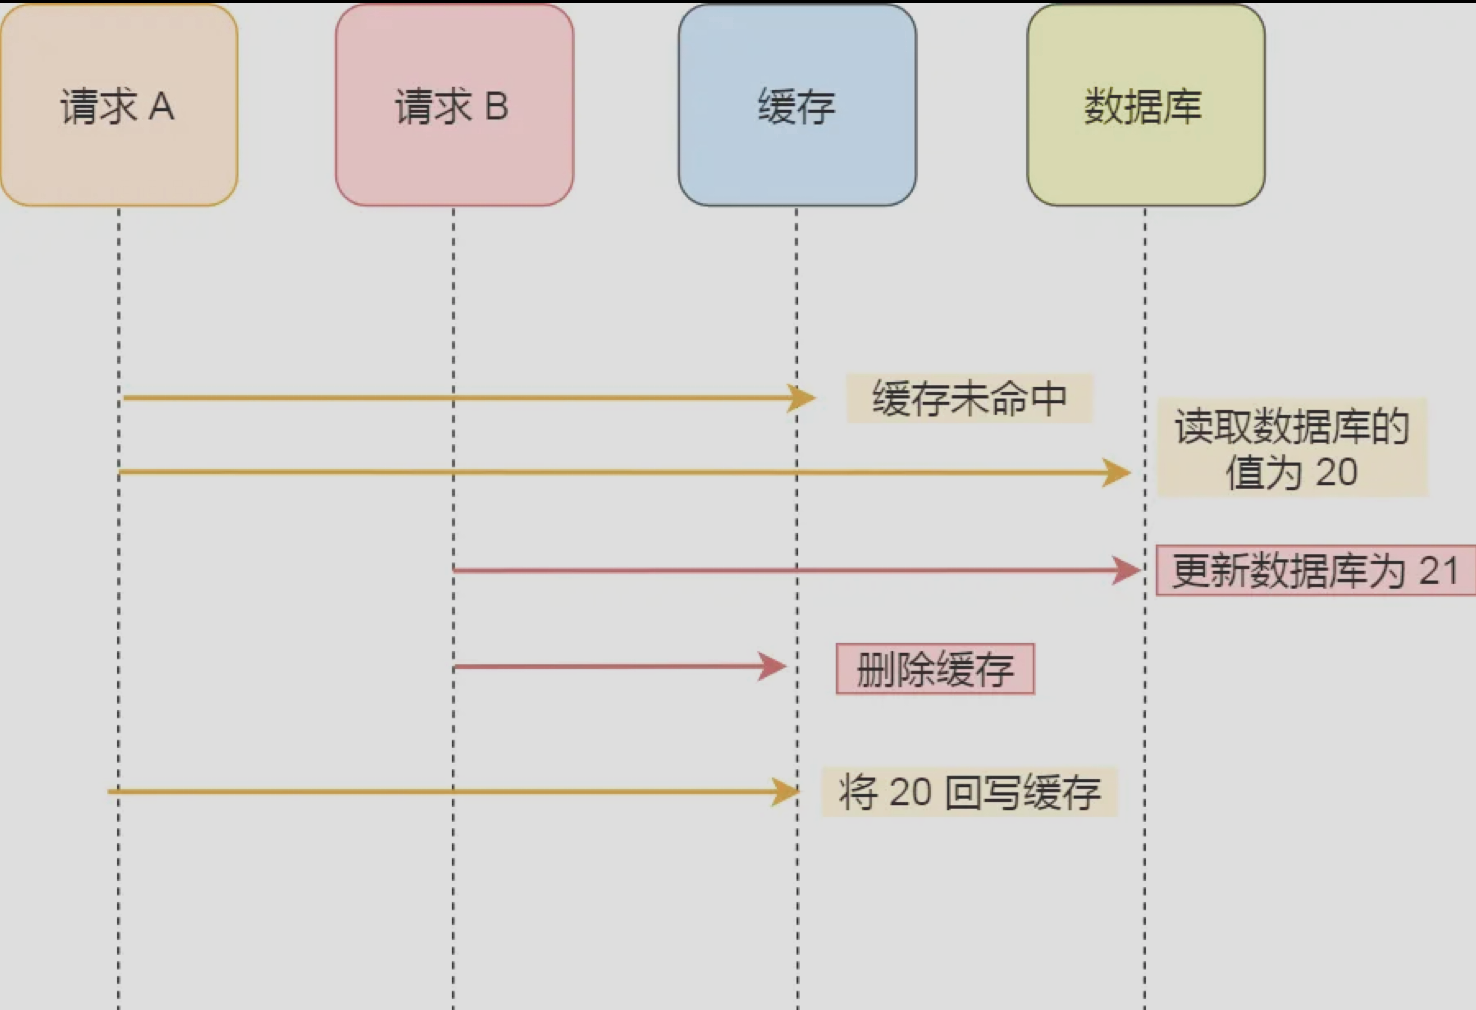 请求 A
请求 B
缓存
数据库
缓存未命中
读取数据库的
值为 20
更新数据库为 21
删除缓存
将 20 回写缓存